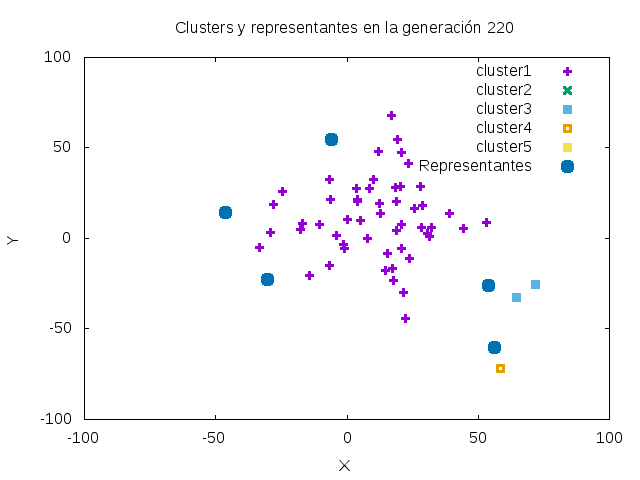 Clusters y representantes en la generación 220
100
50
0
-50
-100
-100
-50
0
50
100
Y
X
cluster1
cluster2
cluster3
cluster4
cluster5
Representantes